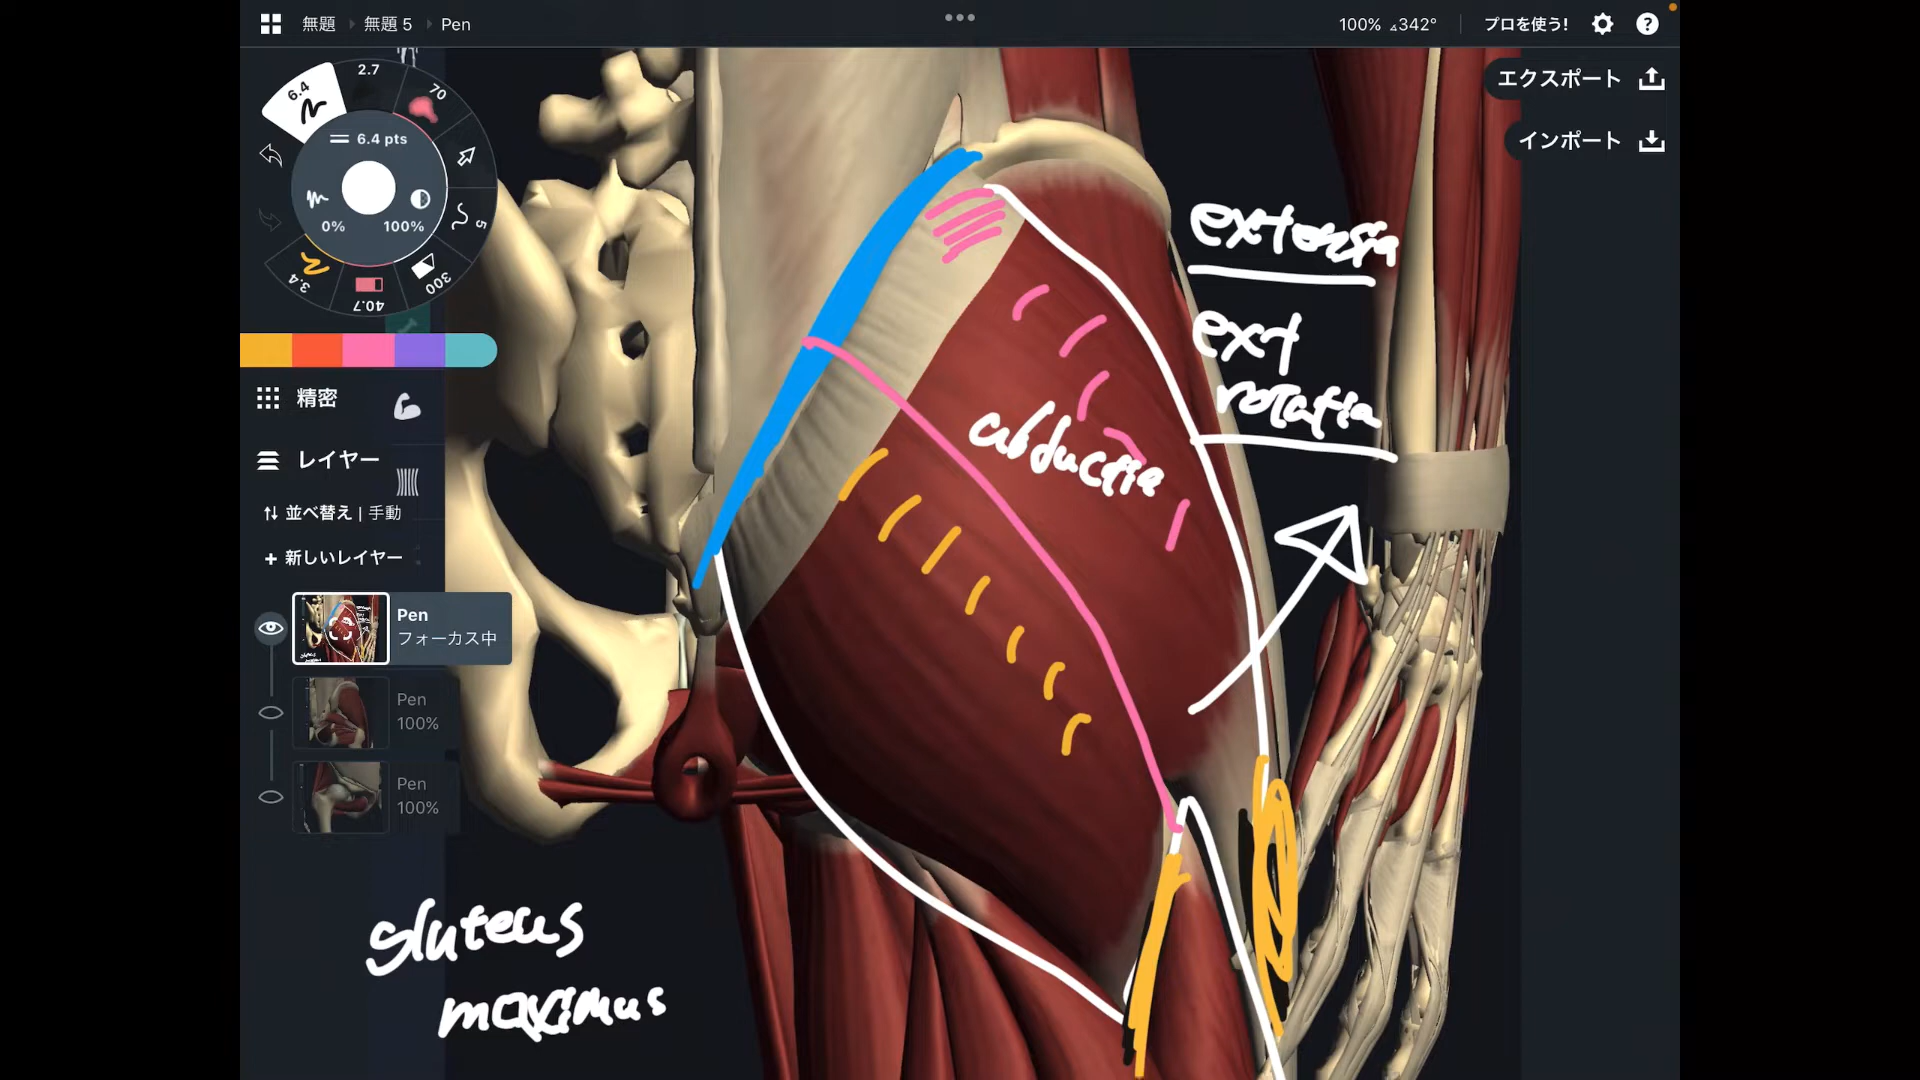 無題 無題 5 Pen
100% ⊿342° プロを使う! ?
エクスポート
インポート
2.7
6.4
70
6.4 pts
0% 100%
5
3.4
40.7
300
精密
レイヤー
並べ替え | 手動
+ 新しいレイヤー
Pen
フォーカス中
Pen
100%
Pen
100%
extensia
ext
rotatia
abductia
gluteus
maximus